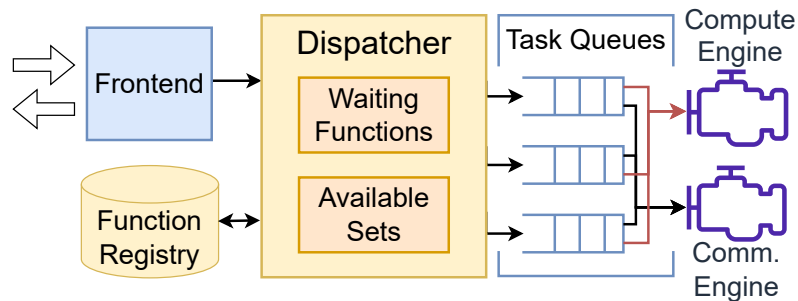 Frontend
Function
Registry
Dispatcher
Waiting
Functions
Available
Sets
Task Queues
Compute
Engine
Comm.
Engine